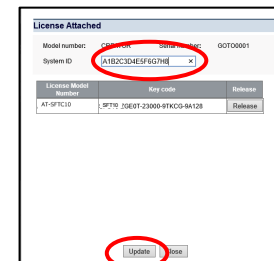 License Attached
Model number: Serial number: GOTO0001
System ID A1B2C3D4E5F6G7H8 ×
License Model Number Key code Release
AT-SFTC10 Release
Update Close